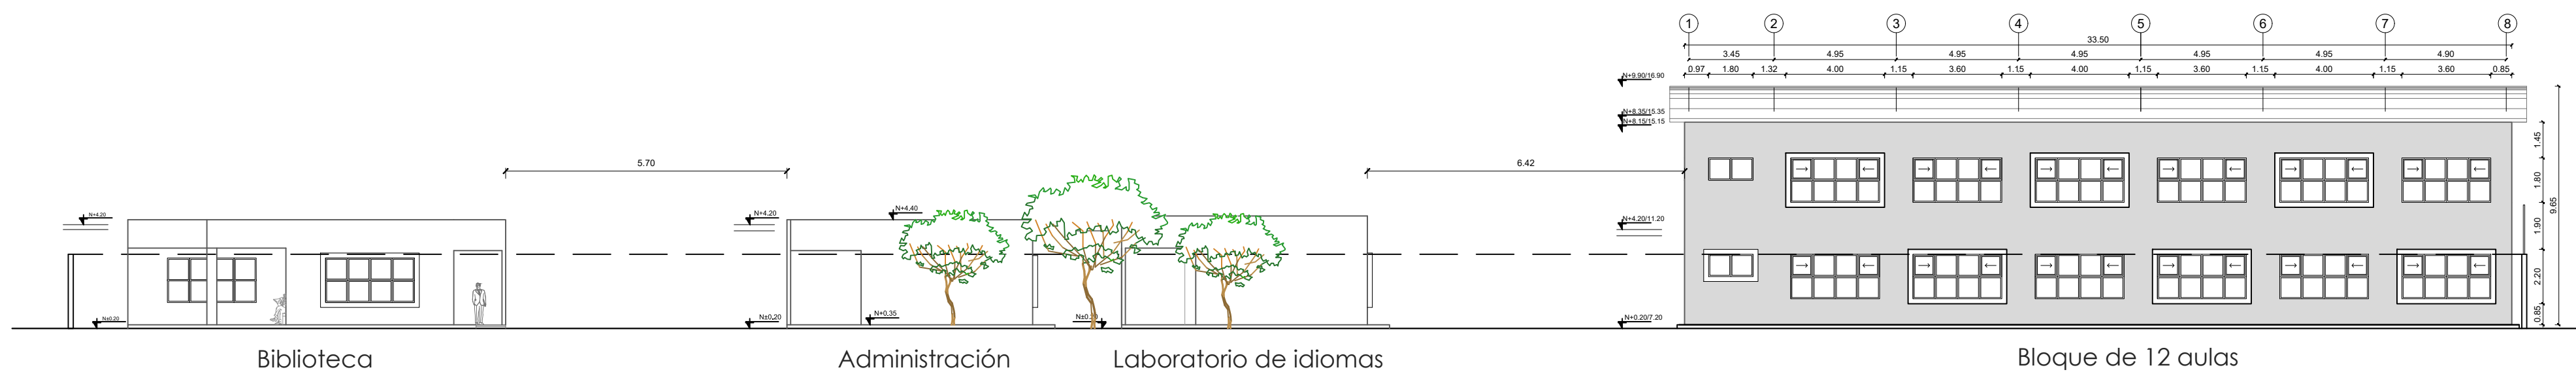 1 2 3 4 5 6 7 8
33.50
3.45 4.95 4.95 4.95 4.95 4.95 4.90
0.97 1.80 1.32 4.00 1.15 3.60 1.15 4.00 1.15 3.60 1.15 4.00 1.15 3.60 0.85
N+9.90/16.90
N+8.35/15.35
N+8.15/15.15
5.70
6.42
N+4.20
N+4.20
N+4.40
N+4.20/11.20
1.45
1.80
1.90
2.20
0.85
9.65
N±0.20
N±0.20
N+0.35
N+0.20/7.20
Biblioteca
Administración
Laboratorio de idiomas
Bloque de 12 aulas